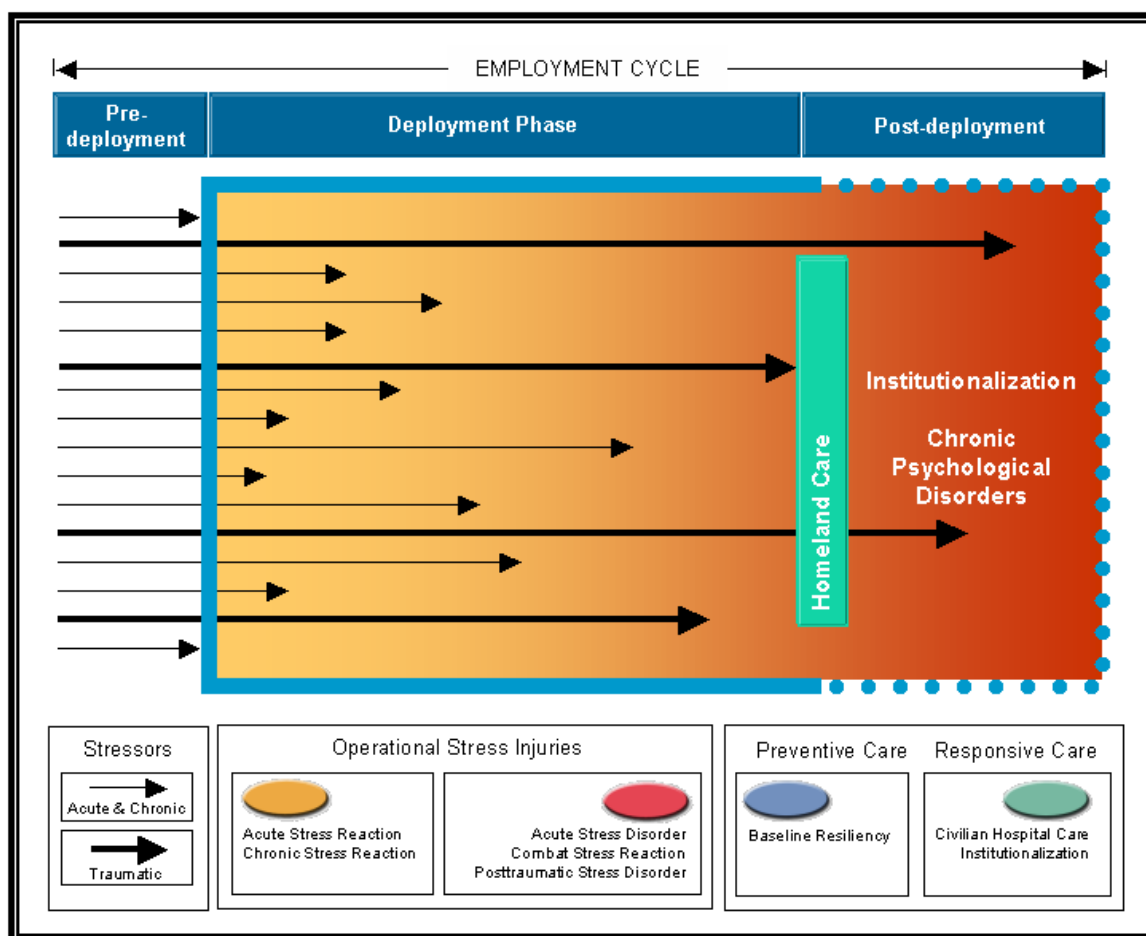 EMPLOYMENT CYCLE
Pre-
deployment
Deployment Phase
Post-deployment
Homeland Care
Institutionalization
Chronic
Psychological
Disorders
Stressors
Acute & Chronic
Traumatic
Operational Stress Injuries
Acute Stress Reaction
Chronic Stress Reaction
Acute Stress Disorder
Combat Stress Reaction
Posttraumatic Stress Disorder
Preventive Care
Baseline Resiliency
Responsive Care
Civilian Hospital Care
Institutionalization